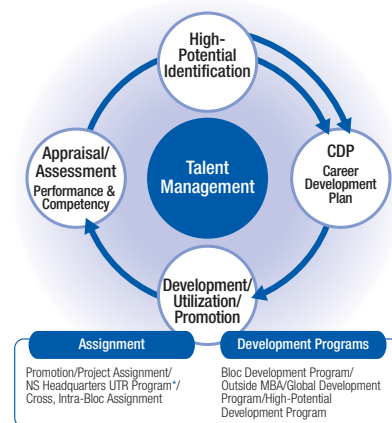 High-
Potential
Identification
Appraisal/
Assessment
Performance &
Competency
Talent
Management
CDP
Career
Development
Plan
Development/
Utilization/
Promotion
Assignment
Promotion/Project Assignment/
NS Headquarters UTR Program*/
Cross, Intra-Bloc Assignment
Development Programs
Bloc Development Program/
Outside MBA/Global Development
Program/High-Potential
Development Program